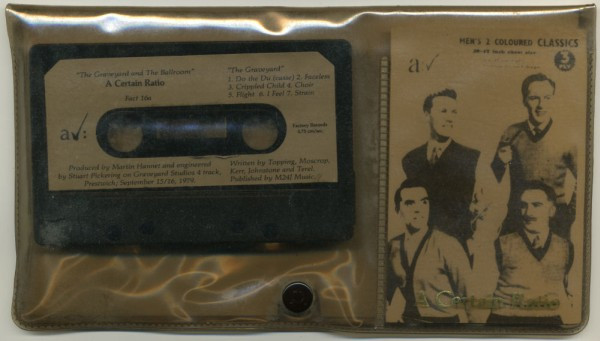 "The Graveyard and The Ballroom"
A Certain Ratio
Fact 16c
"The Graveyard"
1. Do the Du (casse) 2. Faceless
3. Crippled Child 4. Choir
5. Flight 6. I Feel 7. Strain
a√:
Factory Records
Produced by Martin Hannet and engineered
by Stuart Pickering on Graveyard Studios 4 track,
Prestwich, September 15/16, 1979
Written by Topping, Moscrop,
Kerr, Johnstone and Terel.
Published by M24J Music.
MEN'S 2 COLOURED CLASSICS
a√
3
A Certain Ratio